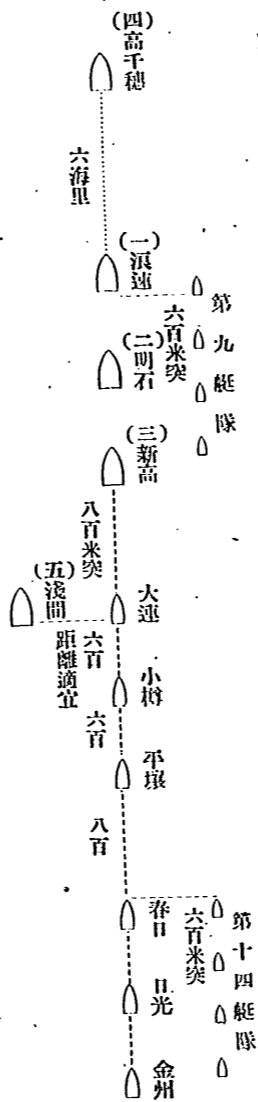 (四)高千穗
六海里
(一)浪速
第九艇隊
六百米突
(二)明石
(三)新高
八百米突
大連
(五)淺間
距離適宜
六百
小樽
六百
平壤
八百
春日
第十四艇隊
六百米突
日光
金州